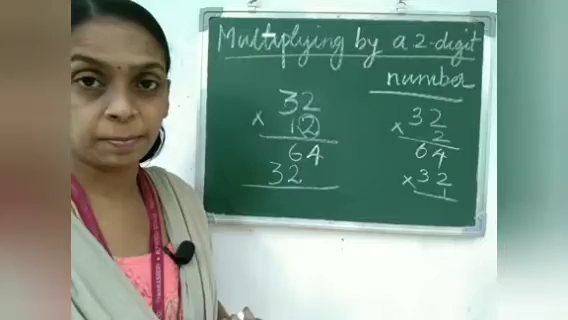 Multiplying by a 2-digit
number
32
x 12
64
32
32
x 2
64
x 32
1